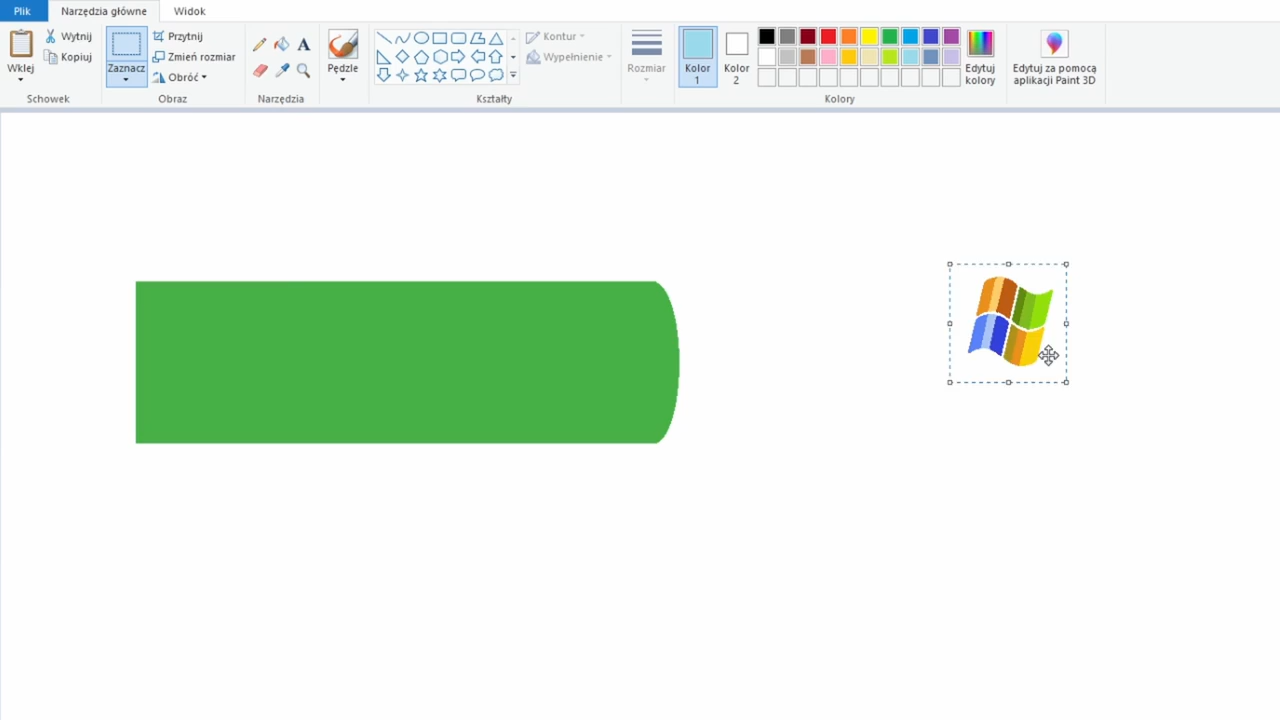 Plik Narzędzia główne Widok
Wklej
Wytnij
Kopiuj
Schowek
Zaznacz
Przytnij
Zmień rozmiar
Obróć
Obraz
A
Narzędzia
Pędzle
Kontur
Wypełnienie
Kształty
Rozmiar
Kolor
1
Kolor
2
Edytuj
kolory
Kolory
Edytuj za pomocą
aplikacji Paint 3D